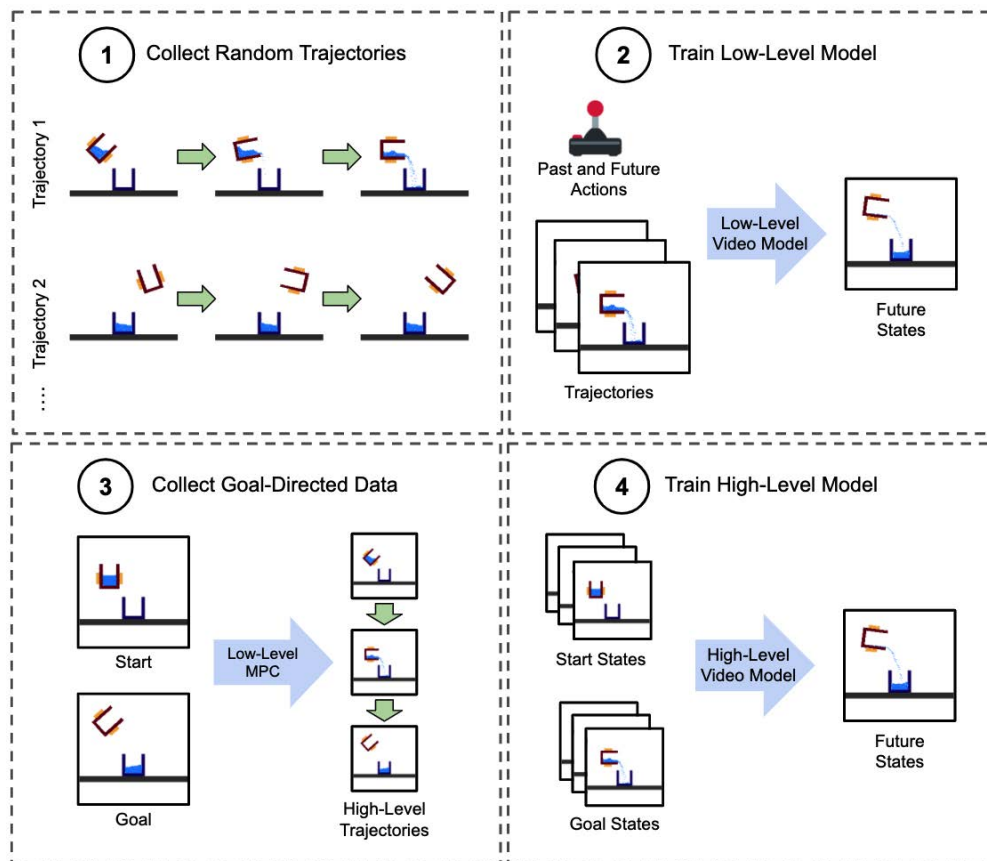 1 Collect Random Trajectories
Trajectory 1
Trajectory 2
....
2 Train Low-Level Model
Past and Future
Actions
Low-Level
Video Model
Trajectories
Future
States
3 Collect Goal-Directed Data
Start
Low-Level
MPC
Goal
High-Level
Trajectories
4 Train High-Level Model
Start States
High-Level
Video Model
Goal States
Future
States